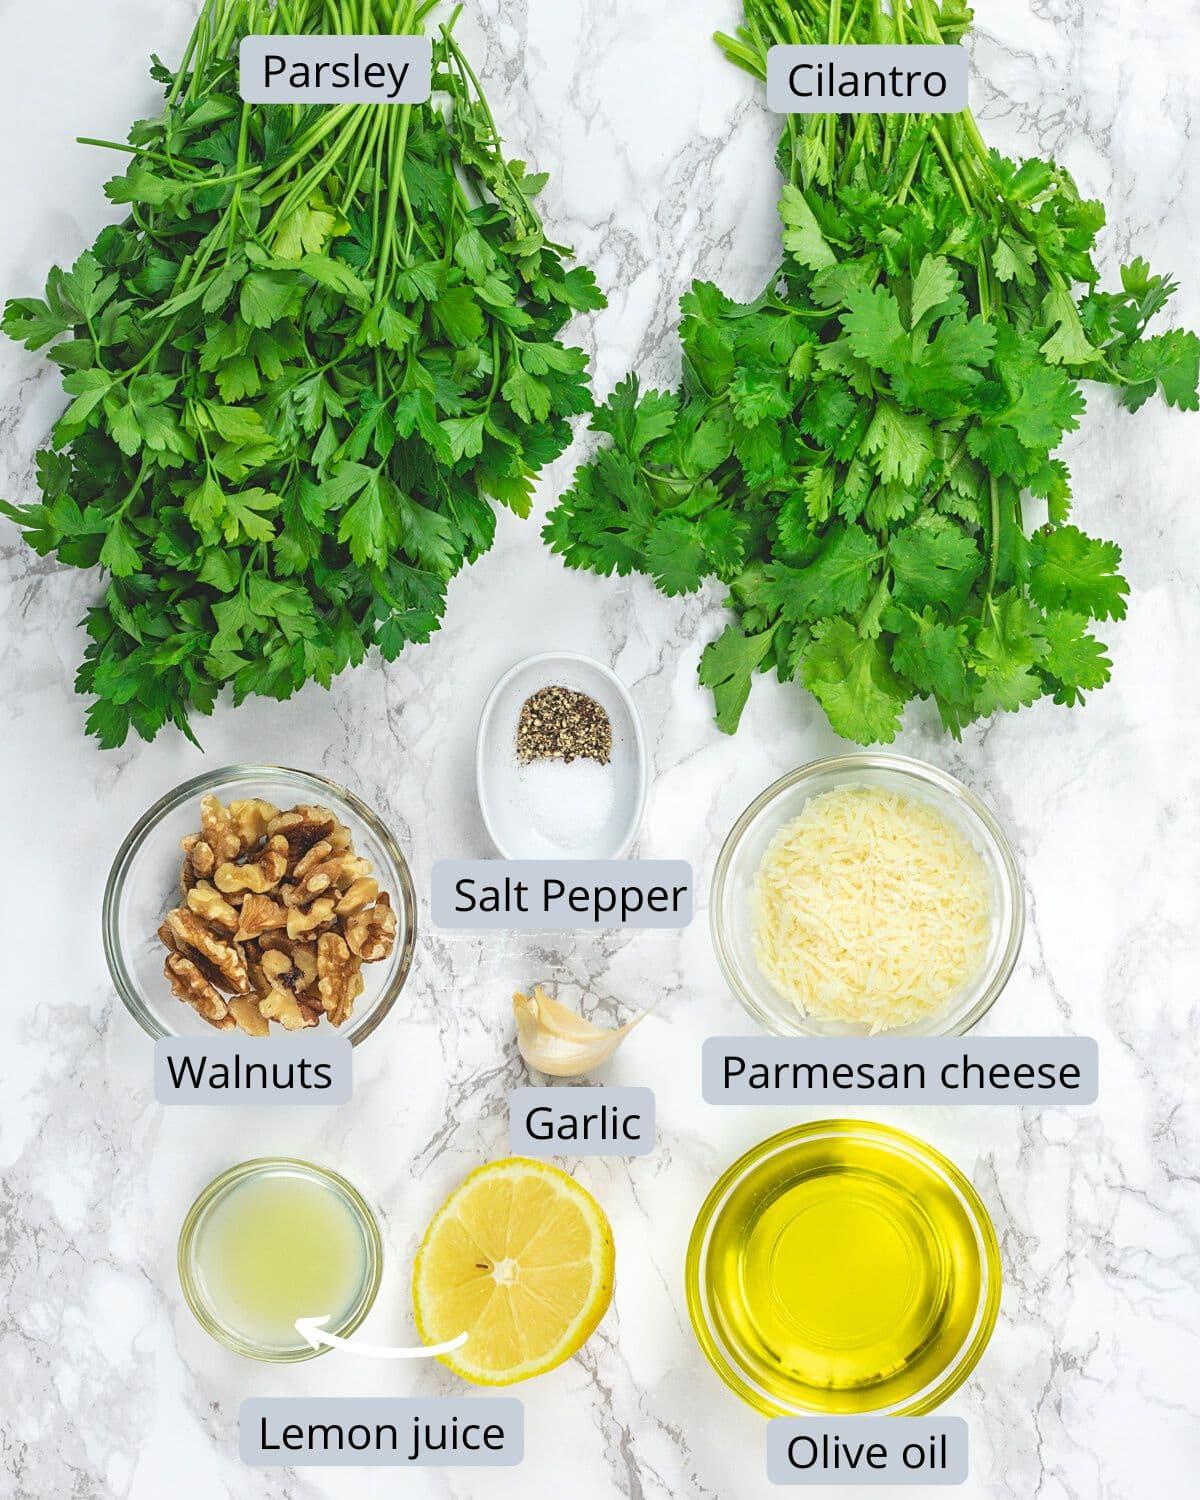 Parsley
Cilantro
Salt Pepper
Walnuts
Parmesan cheese
Garlic
Lemon juice
Olive oil